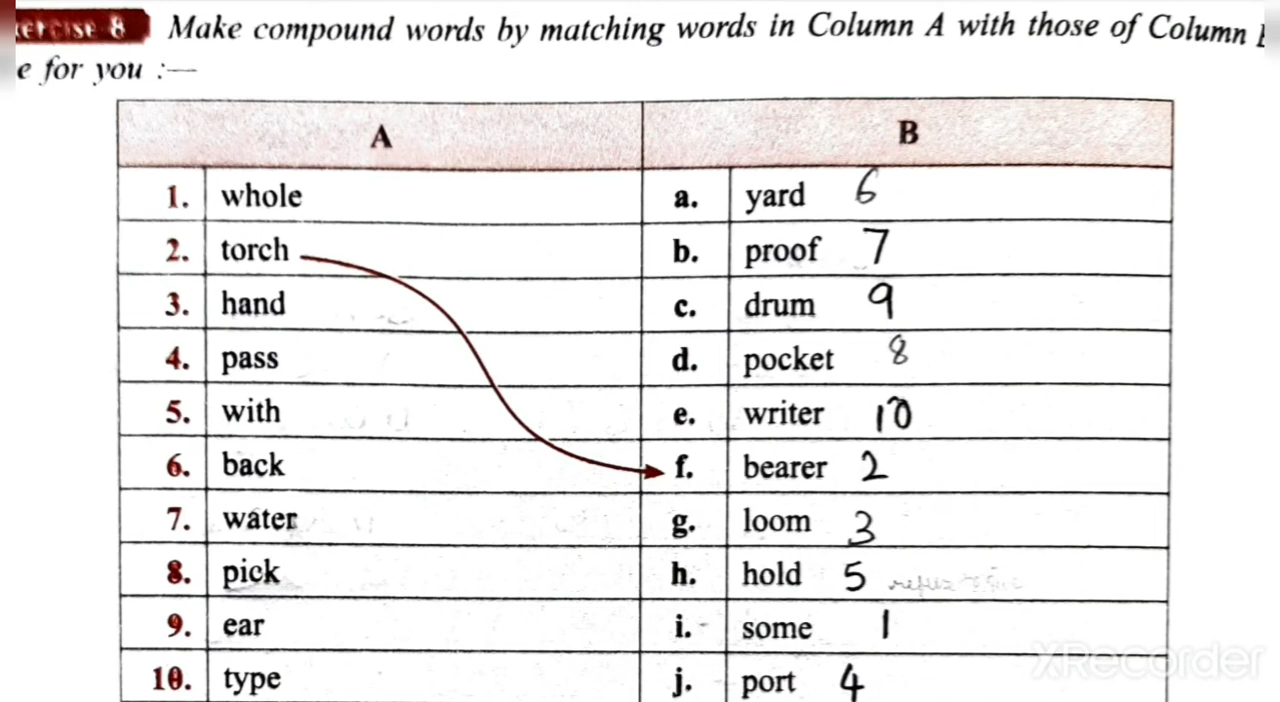 Exercise 8 Make compound words by matching words in Column A with those of Column
e for you :—
A B
1. whole a. yard 6
2. torch b. proof 7
3. hand c. drum 9
4. pass d. pocket 8
5. with e. writer 10
6. back f. bearer 2
7. water g. loom 3
8. pick h. hold 5
9. ear i. some 1
10. type j. port 4
XRecorder